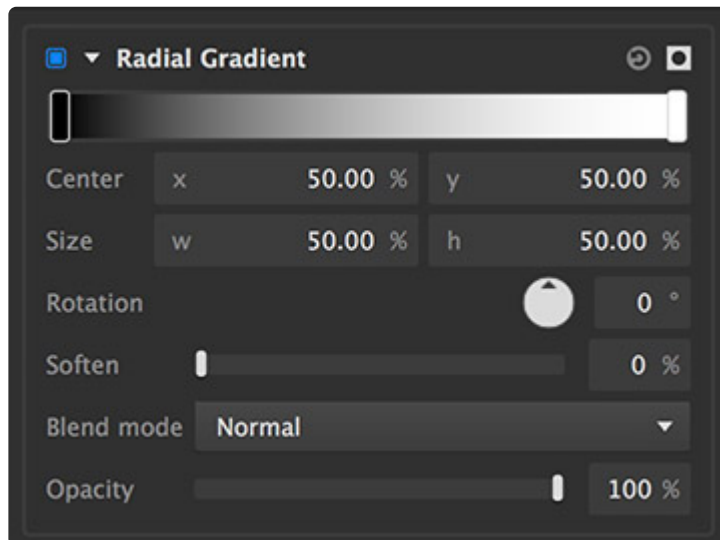 Radial Gradient
Center x 50.00 % y 50.00 %
Size w 50.00 % h 50.00 %
Rotation 0 °
Soften 0 %
Blend mode Normal
Opacity 100 %